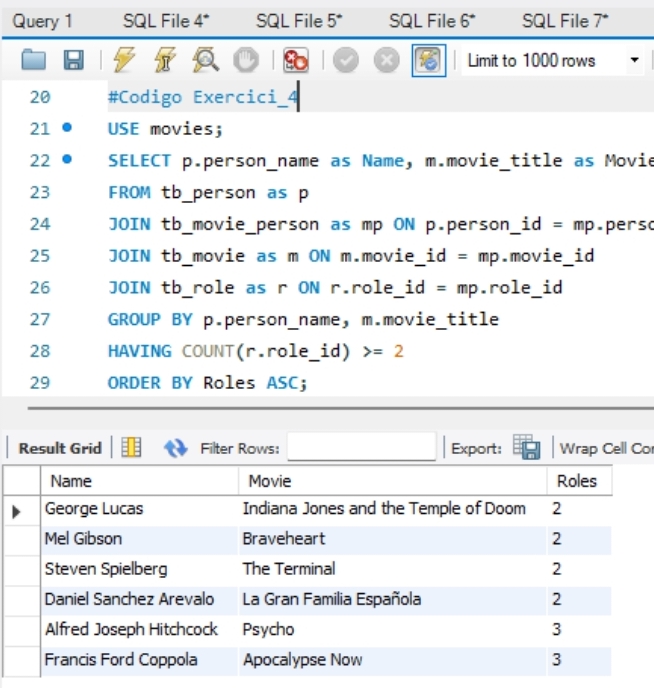 Query 1 SQL File 4* SQL File 5* SQL File 6* SQL File 7*
Limit to 1000 rows
20 #Codigo Exercici_4
21 USE movies;
22 SELECT p.person_name as Name, m.movie_title as Movie
23 FROM tb_person as p
24 JOIN tb_movie_person as mp ON p.person_id = mp.perso
25 JOIN tb_movie as m ON m.movie_id = mp.movie_id
26 JOIN tb_role as r ON r.role_id = mp.role_id
27 GROUP BY p.person_name, m.movie_title
28 HAVING COUNT(r.role_id) >= 2
29 ORDER BY Roles ASC;
Result Grid Filter Rows: Export: Wrap Cell Con
Name Movie Roles
George Lucas Indiana Jones and the Temple of Doom 2
Mel Gibson Braveheart 2
Steven Spielberg The Terminal 2
Daniel Sanchez Arevalo La Gran Familia Española 2
Alfred Joseph Hitchcock Psycho 3
Francis Ford Coppola Apocalypse Now 3